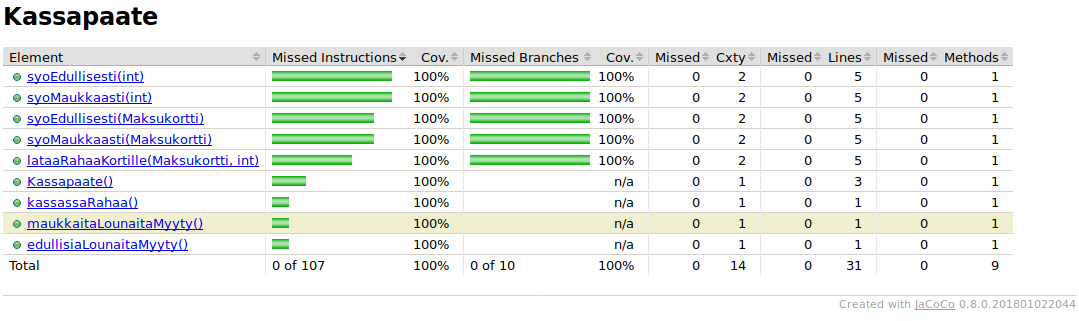 Kassapaate
Element Missed Instructions Cov. Missed Branches Cov. Missed Cxty Missed Lines Missed Methods
syoEdullisesti(int) 100% 100% 0 2 0 5 0 1
syoMaukkaasti(int) 100% 100% 0 2 0 5 0 1
syoEdullisesti(Maksukortti) 100% 100% 0 2 0 5 0 1
syoMaukkaasti(Maksukortti) 100% 100% 0 2 0 5 0 1
lataaRahaaKortille(Maksukortti, int) 100% 100% 0 2 0 5 0 1
Kassapaate() 100% n/a 0 1 0 3 0 1
kassassaRahaa() 100% n/a 0 1 0 1 0 1
maukkaitaLounaitaMyyty() 100% n/a 0 1 0 1 0 1
edullisiaLounaitaMyyty() 100% n/a 0 1 0 1 0 1
Total 0 of 107 100% 0 of 10 100% 0 14 0 31 0 9
Created with JaCoCo 0.8.0.201801022044